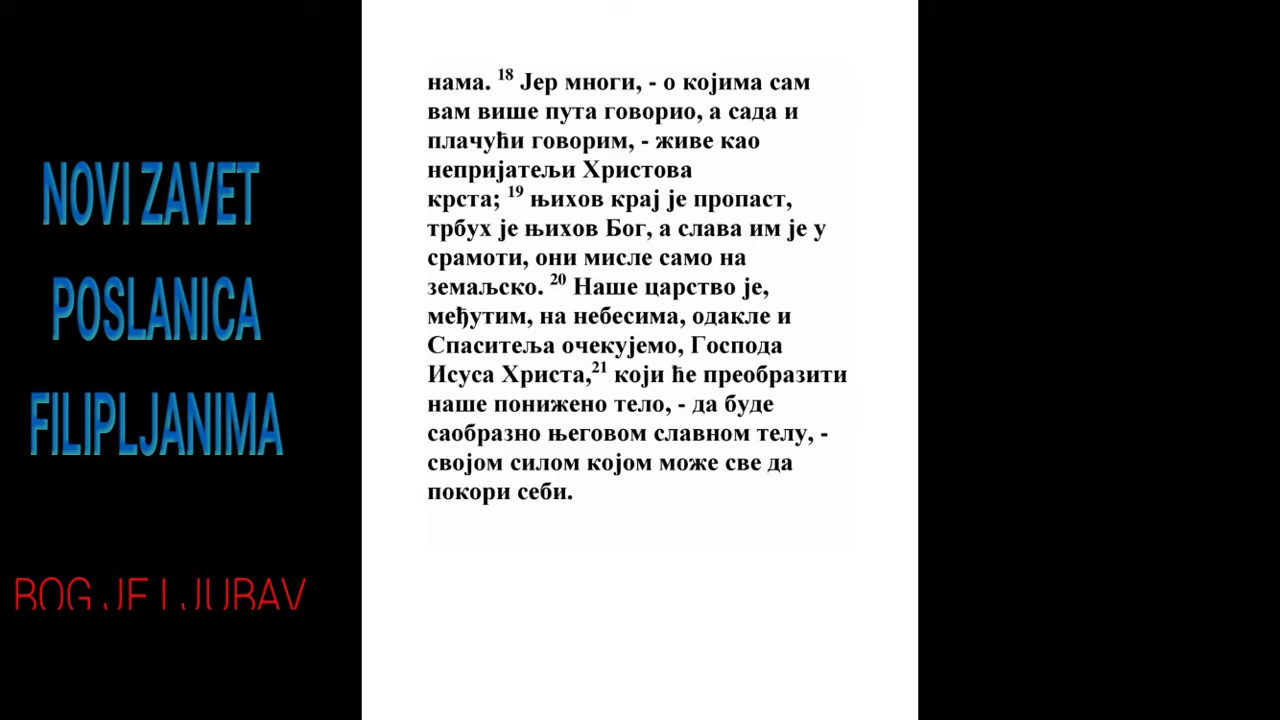 NOVI ZAVET
POSLANICA
FILIPLJANIMA
BOG JE LJUBAV
нама. 18 Јер многи, - о којима сам
вам више пута говорио, а сада и
плачући говорим, - живе као
непријатељи Христова
крста; 19 њихов крај је пропаст,
трбух је њихов Бог, а слава им је у
срамоти, они мисле само на
земаљско. 20 Наше царство је,
међутим, на небесима, одакле и
Спаситеља очекујемо, Господа
Исуса Христа,21 који ће преобразити
наше понижено тело, - да буде
саобразно његовом славном телу, -
својом силом којом може све да
покори себи.